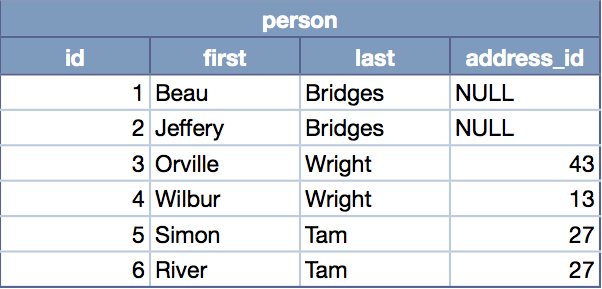 person
id first last address_id
1 Beau Bridges NULL
2 Jeffery Bridges NULL
3 Orville Wright 43
4 Wilbur Wright 13
5 Simon Tam 27
6 River Tam 27